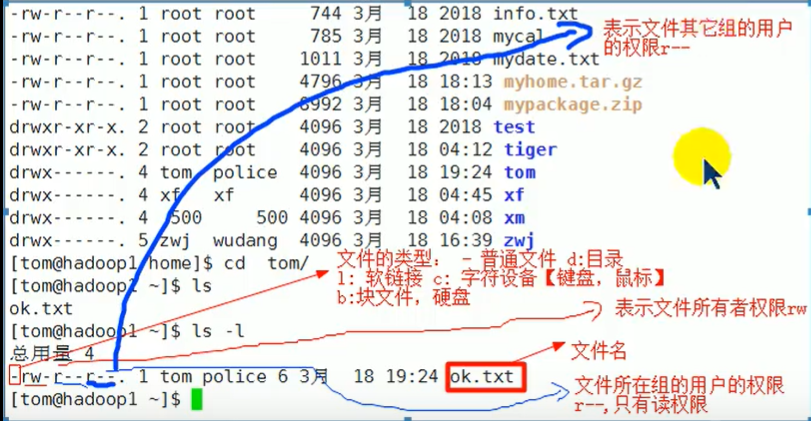 -rw-r--r--. 1 root root 744 3月 18 2018 info.txt
-rw-r--r--. 1 root root 785 3月 18 2018 mycal
表示文件其它组的用户
的权限r--
-rw-r--r--. 1 root root 1011 3月 18 2018 mydate.txt
-rw-r--r--. 1 root root 4796 3月 18 18:13 myhome.tar.gz
-rw-r--r--. 1 root root 8992 3月 18 18:04 mypackage.zip
drwxr-xr-x. 2 root root 4096 3月 18 2018 test
drwxr-xr-x. 2 root root 4096 3月 18 04:12 tiger
drwx------. 4 tom police 4096 3月 18 19:24 tom
drwx------. 4 xf xf 4096 3月 18 04:45 xf
drwx------. 4 500 500 4096 3月 18 04:08 xm
drwx------. 5 zwj wudang 4096 3月 18 16:39 zwj
[tom@hadoop1 home]$ cd tom/
文件的类型: - 普通文件 d:目录
l: 软链接 c: 字符设备【键盘，鼠标】
b:块文件，硬盘
[tom@hadoop1 ~]$ ls
ok.txt
[tom@hadoop1 ~]$ ls -l
表示文件所有者权限rw
总用量 4
文件名
-rw-r--r--. 1 tom police 6 3月 18 19:24 ok.txt
文件所在组的用户的权限
r--,只有读权限
[tom@hadoop1 ~]$